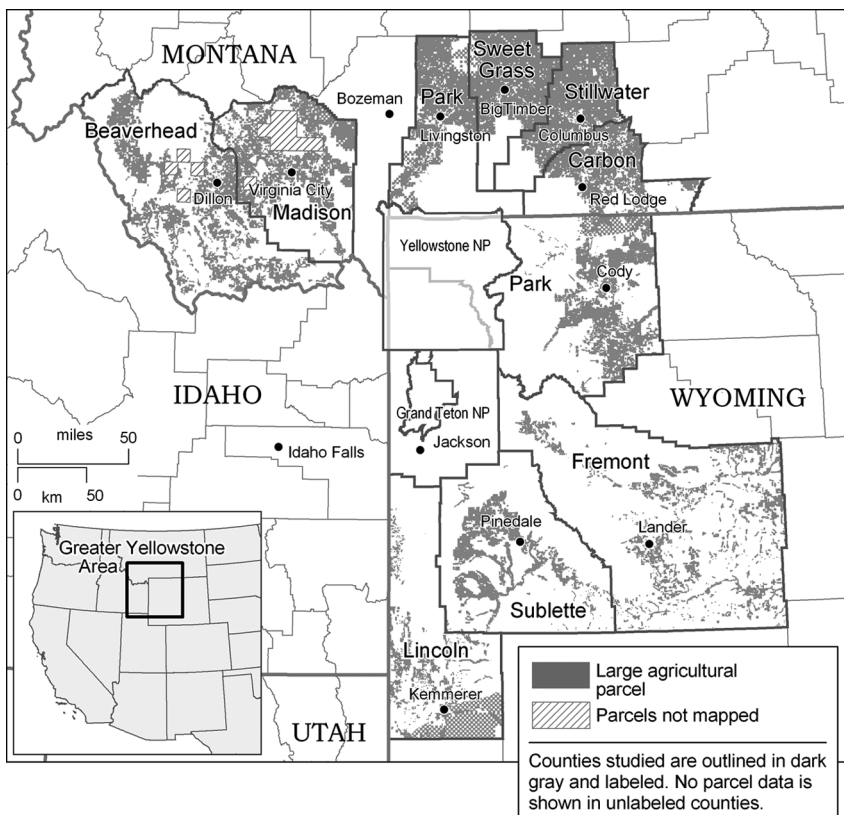 MONTANA
Sweet
Grass
Park
Bozeman
Stillwater
BigTimber
Beaverhead
Livingston
Columbus
Carbon
Dillon
Virginia City
Red Lodge
Madison
Yellowstone NP
Park
Cody
IDAHO
WYOMING
Grand Teton NP
0 miles 50
Jackson
Idaho Falls
Fremont
0 km 50
Pinedale
Lander
Greater Yellowstone
Area
Sublette
Lincoln
Kemmerer
UTAH
Large agricultural
parcel
Parcels not mapped
Counties studied are outlined in dark
gray and labeled. No parcel data is
shown in unlabeled counties.